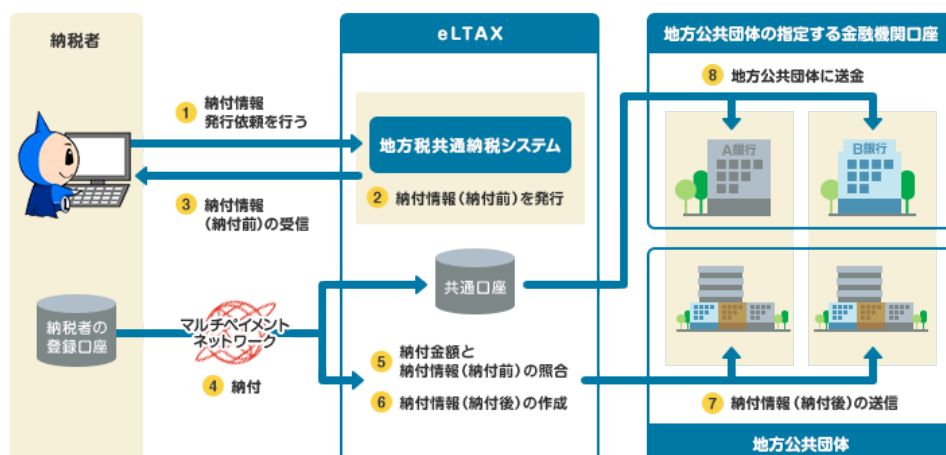 納税者
eLTAX
地方公共団体の指定する金融機関口座
1 納付情報
発行依頼を行う
地方税共通納税システム
2 納付情報(納付前)を発行
3 納付情報
(納付前)の受信
8 地方公共団体に送金
A銀行
B銀行
共通口座
納税者の
登録口座
マルチペイメント
ネットワーク
4 納付
5 納付金額と
納付情報(納付前)の照合
6 納付情報(納付後)の作成
7 納付情報(納付後)の送信
地方公共団体